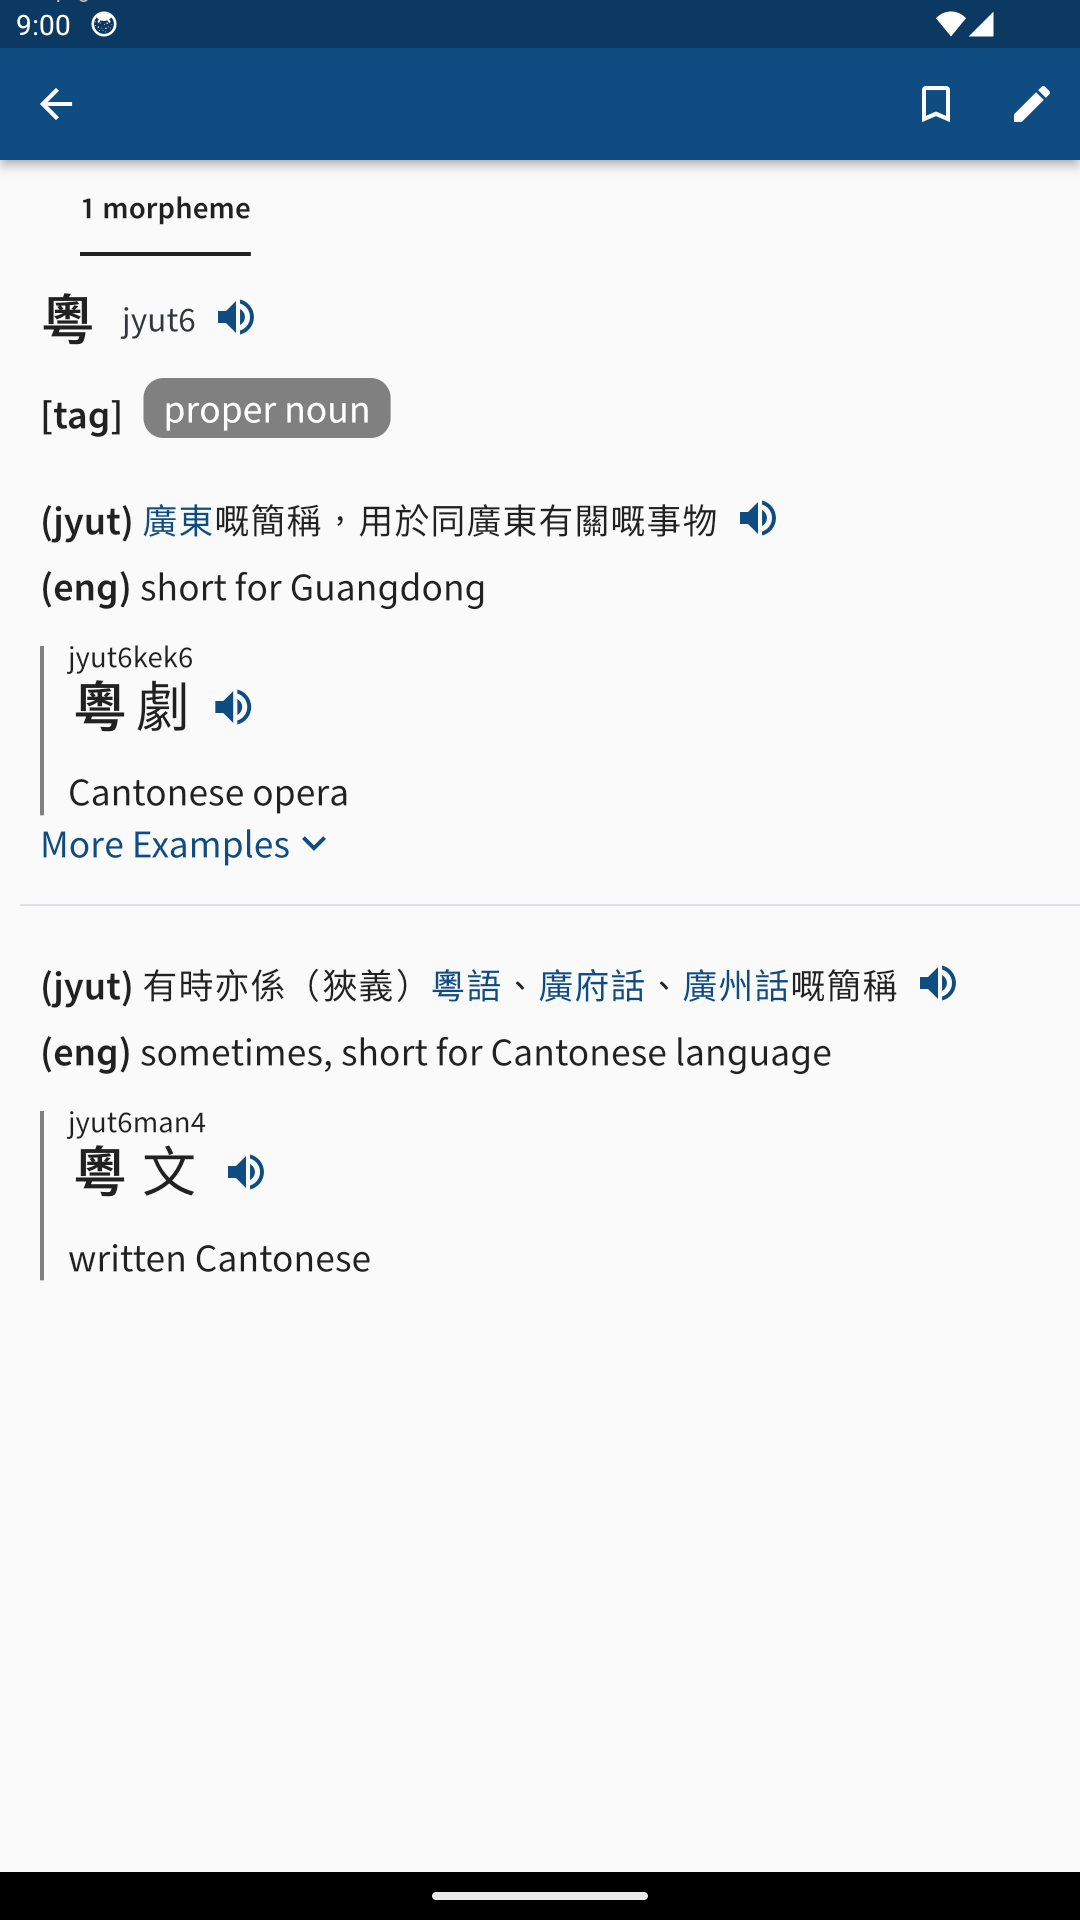 9:00
1 morpheme
粵 jyut6
[tag] proper noun
(jyut) 廣東嘅簡稱，用於同廣東有關嘅事物
(eng) short for Guangdong
jyut6kek6
粵劇
Cantonese opera
More Examples
(jyut) 有時亦係（狹義）粵語、廣府話、廣州話嘅簡稱
(eng) sometimes, short for Cantonese language
jyut6man4
粵文
written Cantonese